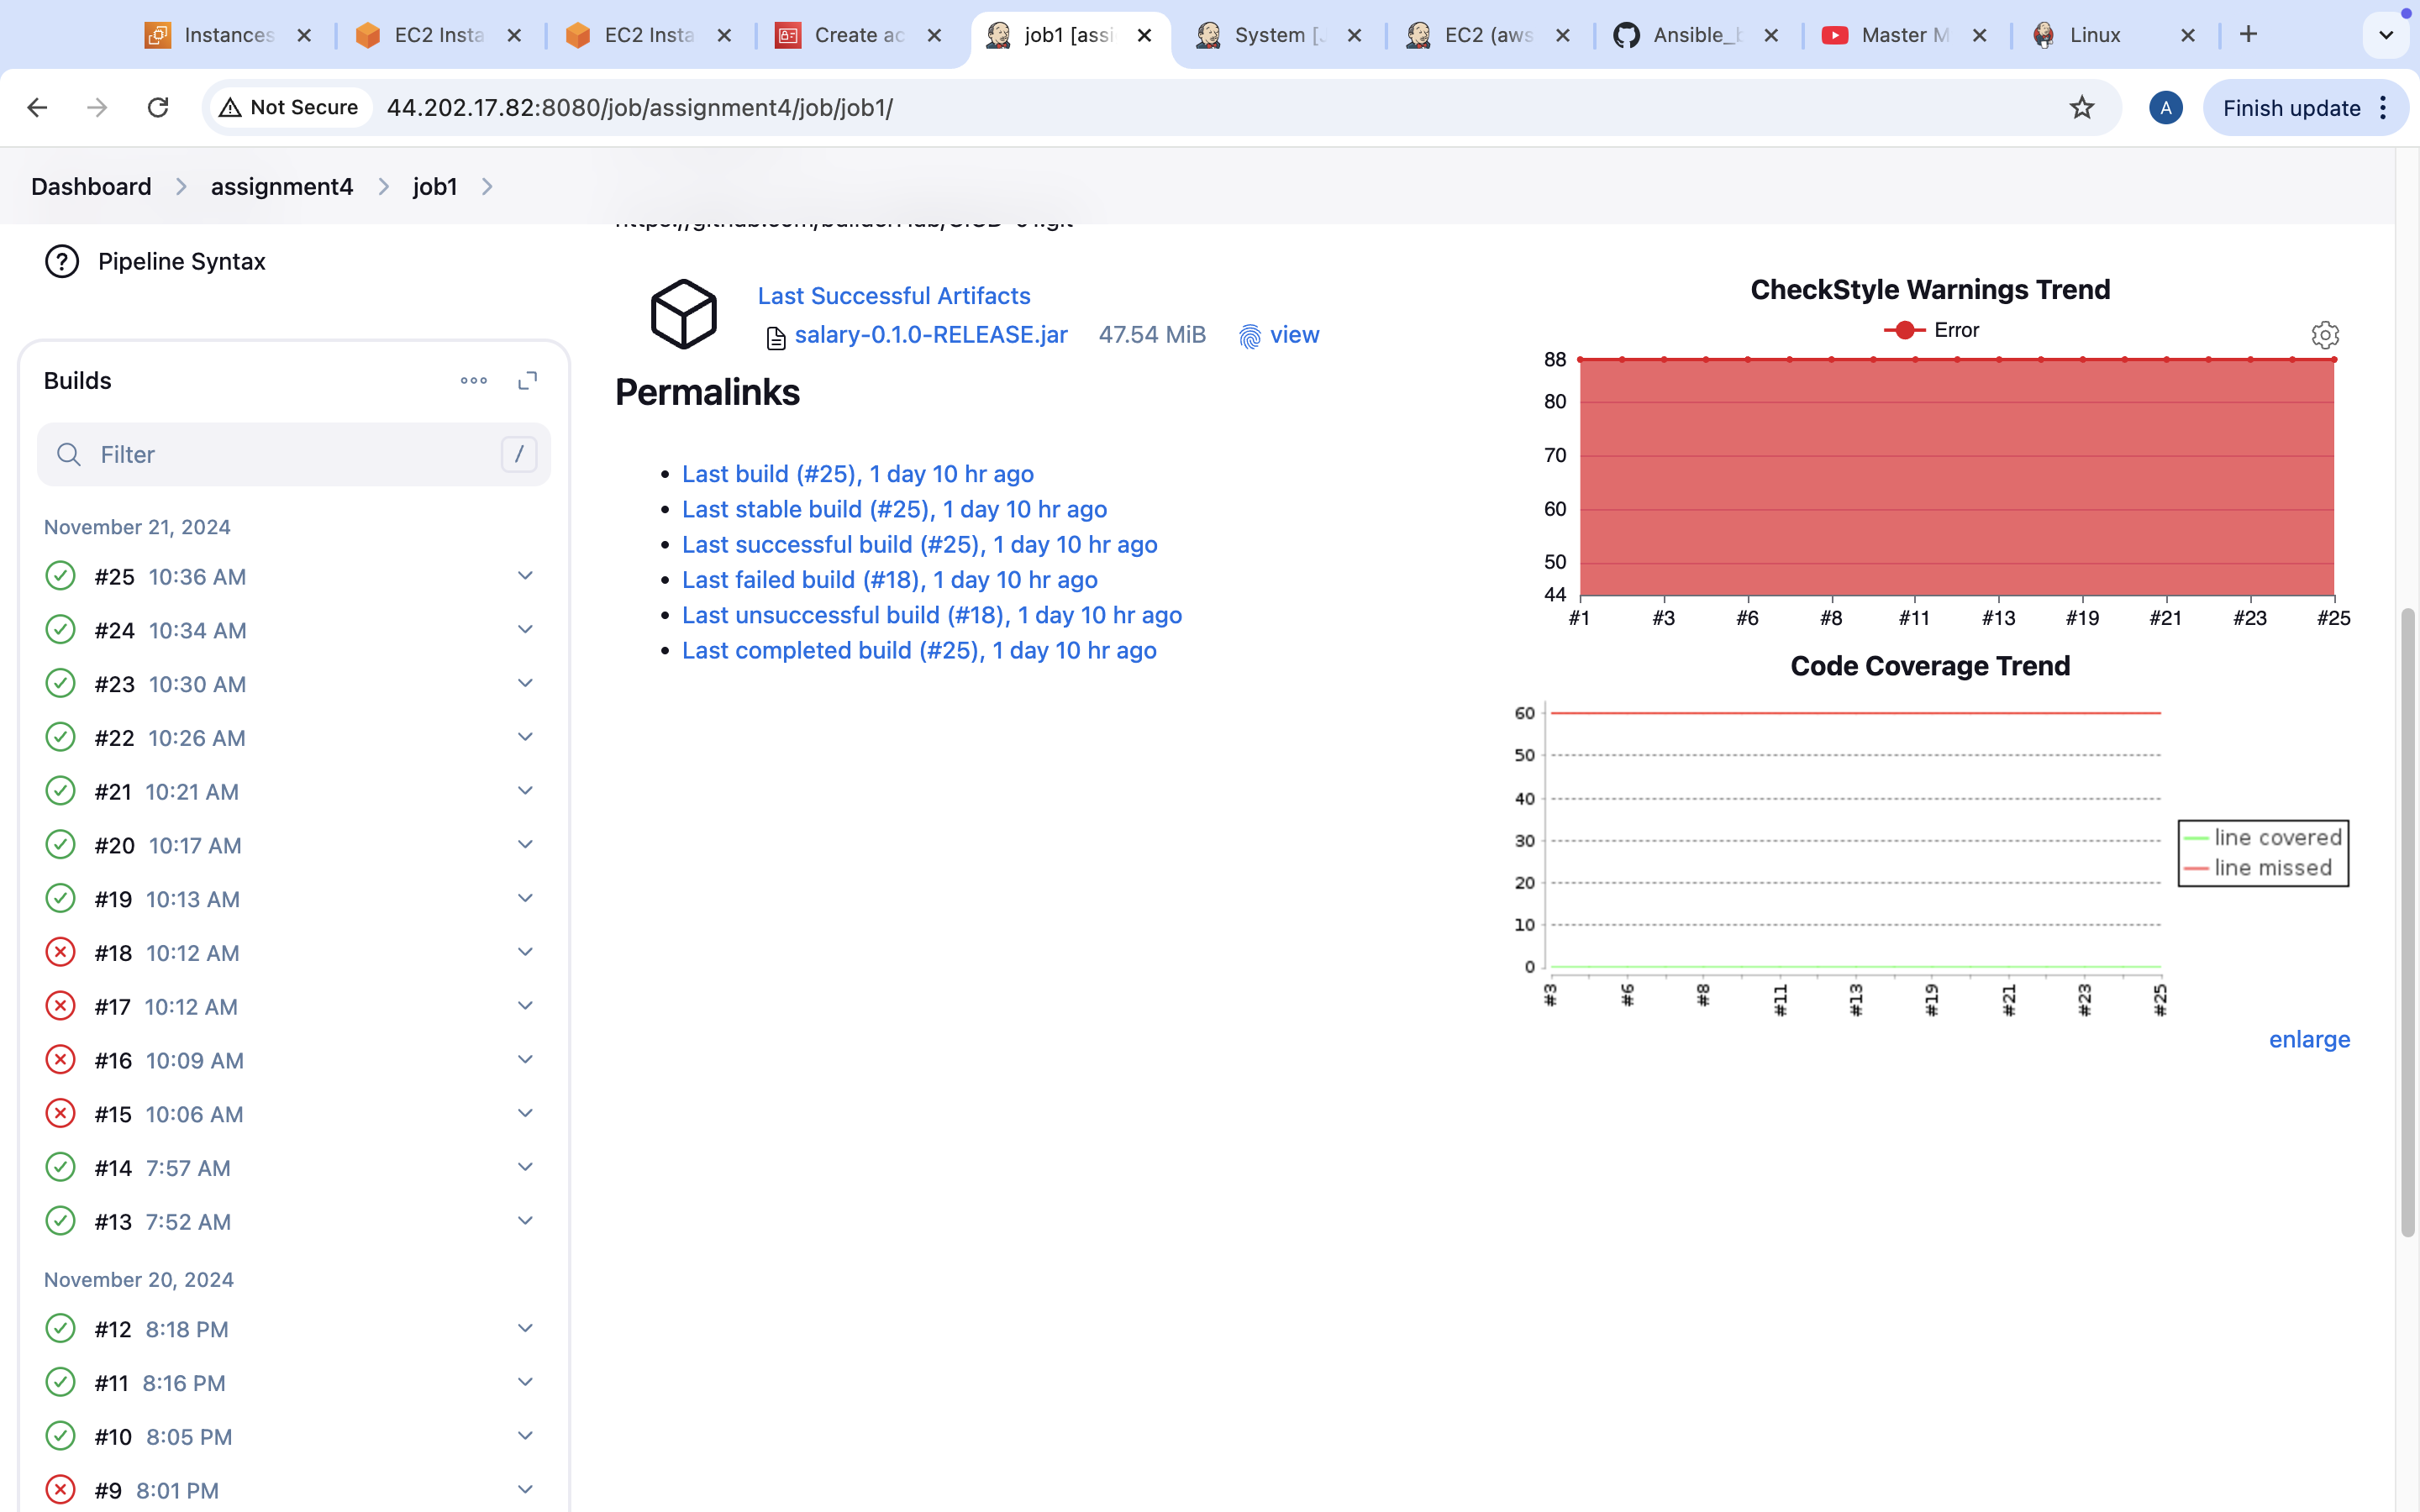 Instances
EC2 Insta
EC2 Insta
Create ac
job1 [assi
System [J
EC2 (aws
Ansible_b
Master M
Linux
Not Secure
44.202.17.82:8080/job/assignment4/job/job1/
A
Finish update
Dashboard
assignment4
job1
Pipeline Syntax
Builds
Filter
/
November 21, 2024
#25 10:36 AM
#24 10:34 AM
#23 10:30 AM
#22 10:26 AM
#21 10:21 AM
#20 10:17 AM
#19 10:13 AM
#18 10:12 AM
#17 10:12 AM
#16 10:09 AM
#15 10:06 AM
#14 7:57 AM
#13 7:52 AM
November 20, 2024
#12 8:18 PM
#11 8:16 PM
#10 8:05 PM
#9 8:01 PM
Last Successful Artifacts
salary-0.1.0-RELEASE.jar 47.54 MiB view
Permalinks
Last build (#25), 1 day 10 hr ago
Last stable build (#25), 1 day 10 hr ago
Last successful build (#25), 1 day 10 hr ago
Last failed build (#18), 1 day 10 hr ago
Last unsuccessful build (#18), 1 day 10 hr ago
Last completed build (#25), 1 day 10 hr ago
CheckStyle Warnings Trend
Error
88
80
70
60
50
44
#1 #3 #6 #8 #11 #13 #19 #21 #23 #25
Code Coverage Trend
60
50
40
30
20
10
0
#3 #6 #8 #11 #13 #19 #21 #23 #25
line covered
line missed
enlarge